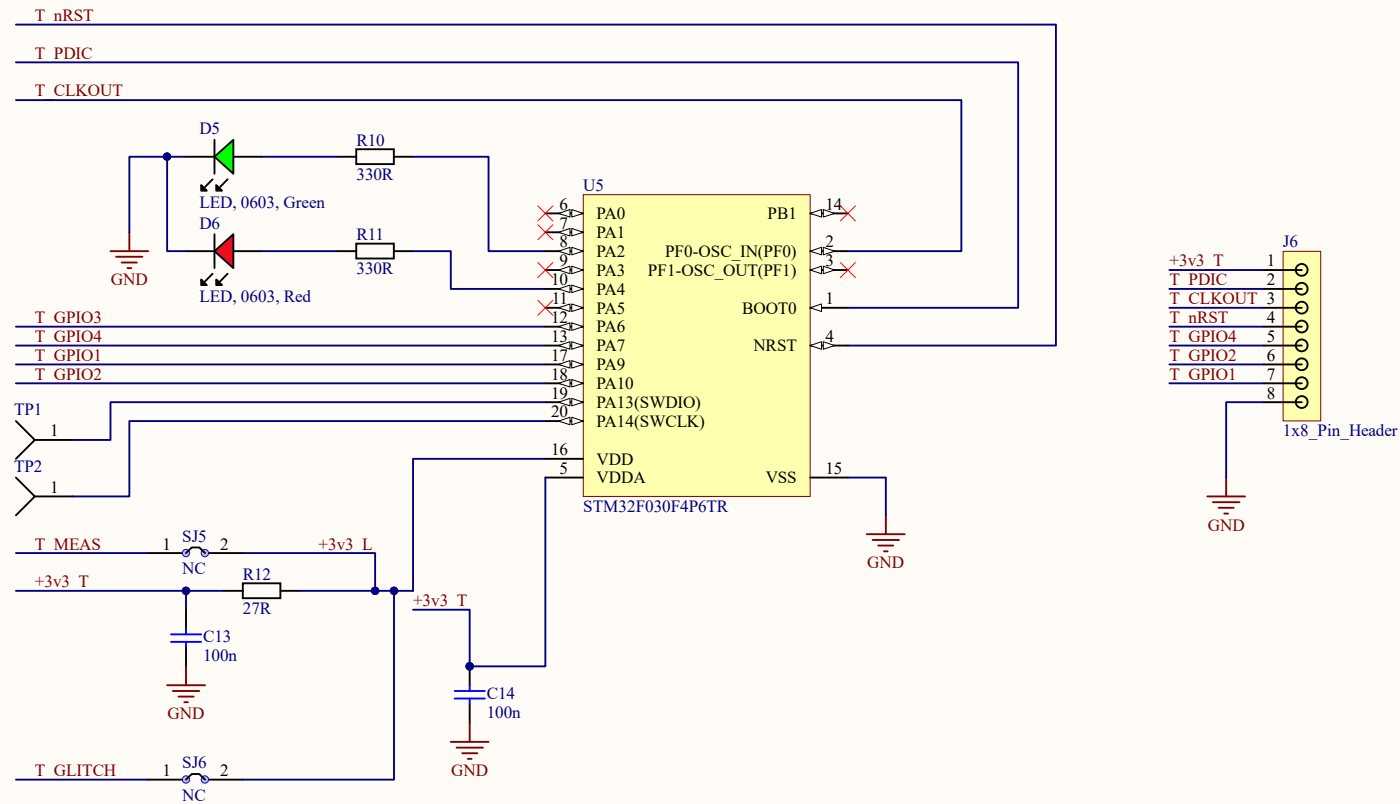 T_nRST
T_PDIC
T_CLKOUT
D5
LED, 0603, Green
R10
330R
D6
LED, 0603, Red
R11
330R
GND
U5
6 PA0
7 PA1
8 PA2
9 PA3
10 PA4
11 PA5
T_GPIO3 12 PA6
T_GPIO4 13 PA7
T_GPIO1 17 PA9
T_GPIO2 18 PA10
19 PA13(SWDIO)
20 PA14(SWCLK)
16 VDD
5 VDDA
PB1 14
PF0-OSC_IN(PF0) 2
PF1-OSC_OUT(PF1) 3
BOOT0 1
NRST 4
VSS 15
STM32F030F4P6TR
GND
TP1
1
TP2
1
T_MEAS 1 SJ5 2 +3v3_L
NC
+3v3_T
R12
27R
C13
100n
GND
+3v3_T
C14
100n
GND
T_GLITCH 1 SJ6 2
NC
J6
+3v3_T 1
T_PDIC 2
T_CLKOUT 3
T_nRST 4
T_GPIO4 5
T_GPIO2 6
T_GPIO1 7
8
1x8_Pin_Header
GND